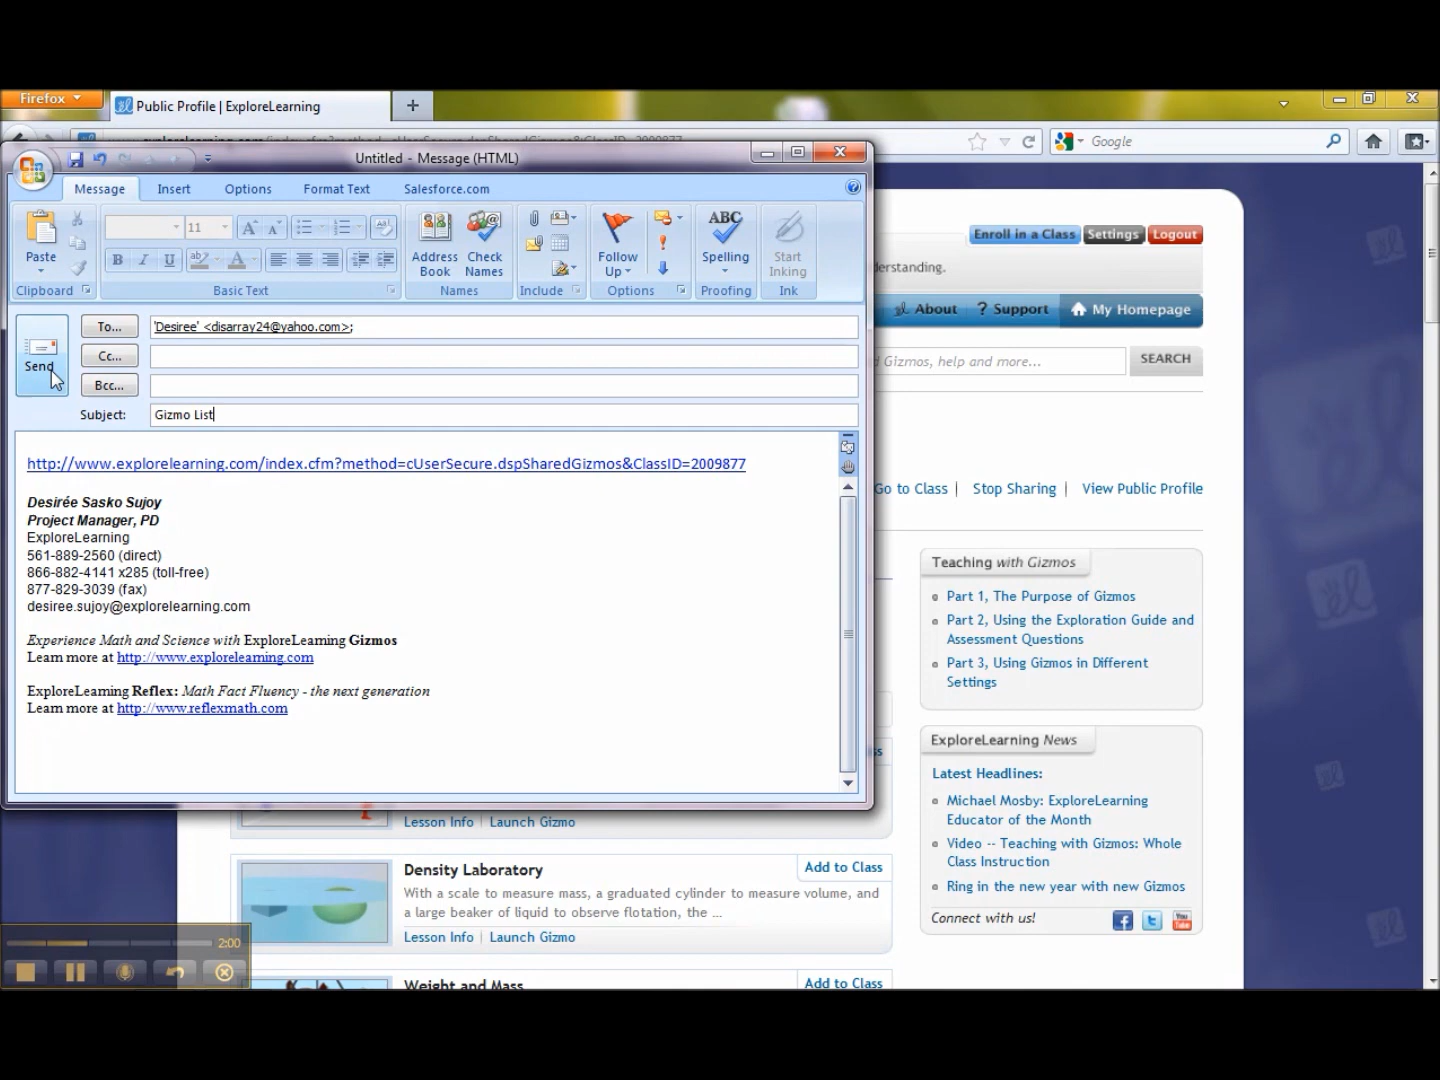 Firefox
Public Profile | ExploreLearning
Google
Untitled - Message (HTML)
Message Insert Options Format Text Salesforce.com
11
ABC
Paste
Address Book
Check Names
Follow Up
Spelling
Start Inking
Clipboard Basic Text Names Include Options Proofing Ink
Send
To... 'Desiree' <disarray24@yahoo.com>;
Cc...
Bcc...
Subject: Gizmo List
http://www.explorelearning.com/index.cfm?method=cUserSecure.dspSharedGizmos&ClassID=2009877
Desirée Sasko Sujoy
Project Manager, PD
ExploreLearning
561-889-2560 (direct)
866-882-4141 x285 (toll-free)
877-829-3039 (fax)
desiree.sujoy@explorelearning.com
Experience Math and Science with ExploreLearning Gizmos
Learn more at http://www.explorelearning.com
ExploreLearning Reflex: Math Fact Fluency - the next generation
Learn more at http://www.reflexmath.com
Enroll in a Class Settings Logout
About ? Support My Homepage
Gizmos, help and more... SEARCH
Go to Class | Stop Sharing | View Public Profile
Teaching with Gizmos
Part 1, The Purpose of Gizmos
Part 2, Using the Exploration Guide and
Assessment Questions
Part 3, Using Gizmos in Different
Settings
ExploreLearning News
Latest Headlines:
Michael Mosby: ExploreLearning
Educator of the Month
Video -- Teaching with Gizmos: Whole
Class Instruction
Ring in the new year with new Gizmos
Connect with us!
Lesson Info | Launch Gizmo
Density Laboratory
Add to Class
With a scale to measure mass, a graduated cylinder to measure volume, and
a large beaker of liquid to observe flotation, the ...
Lesson Info | Launch Gizmo
Weight and Mass
Add to Class
2:00